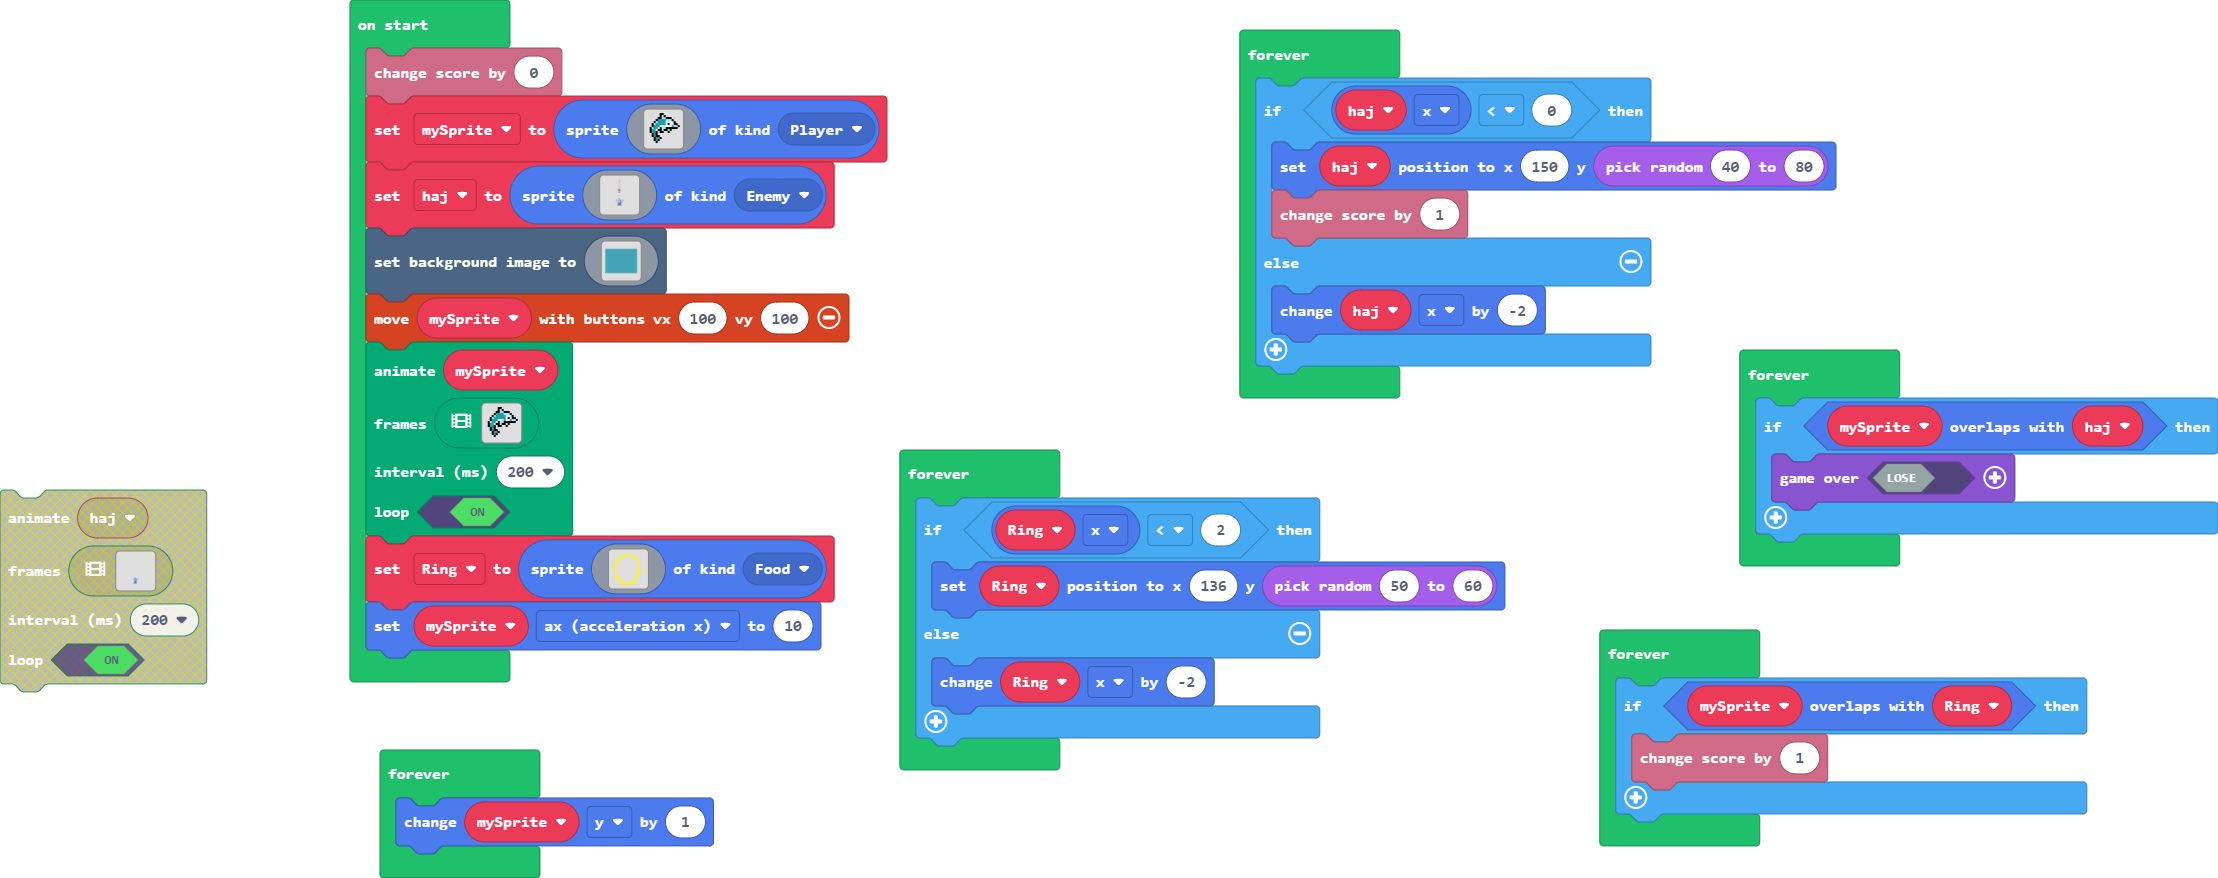 on start
change score by 0
set mySprite to sprite of kind Player
set haj to sprite of kind Enemy
set background image to
move mySprite with buttons vx 100 vy 100
animate mySprite
frames
interval (ms) 200
loop ON
set Ring to sprite of kind Food
set mySprite ax (acceleration x) to 10
animate haj
frames
interval (ms) 200
loop ON
forever
change mySprite y by 1
forever
if Ring x < 2 then
set Ring position to x 136 y pick random 50 to 60
else
change Ring x by -2
forever
if haj x < 0 then
set haj position to x 150 y pick random 40 to 80
change score by 1
else
change haj x by -2
forever
if mySprite overlaps with haj then
game over LOSE
forever
if mySprite overlaps with Ring then
change score by 1